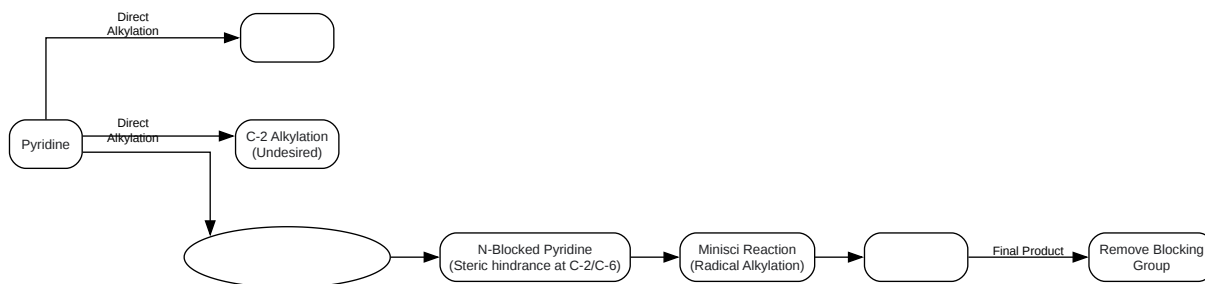 Direct
Alkylation
Pyridine
Direct
Alkylation
C-2 Alkylation
(Undesired)
N-Blocked Pyridine
(Steric hindrance at C-2/C-6)
Minisci Reaction
(Radical Alkylation)
Final Product
Remove Blocking
Group